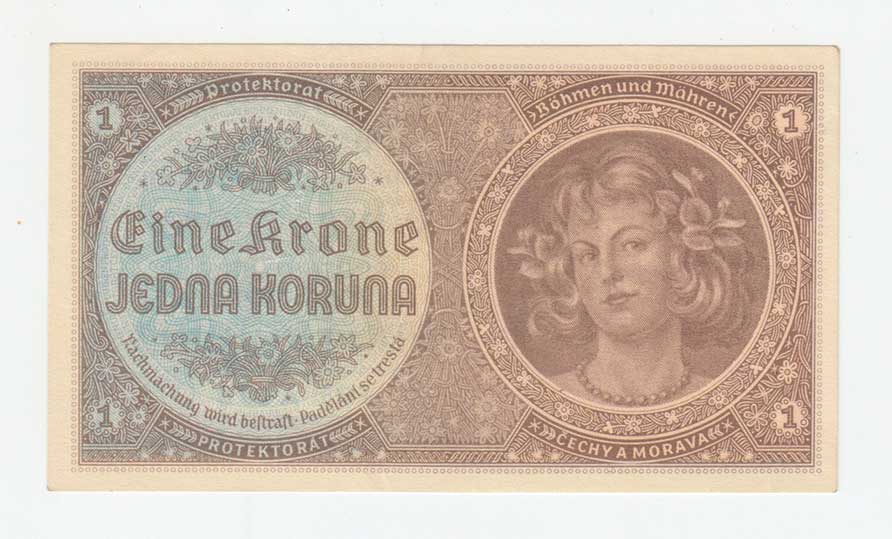 Protektorat
Böhmen und Mähren
1
1
Eine Krone
JEDNA KORUNA
Nachmachung wird bestraft · Padělání se trestá
1
1
PROTEKTORÁT
ČECHY A MORAVA